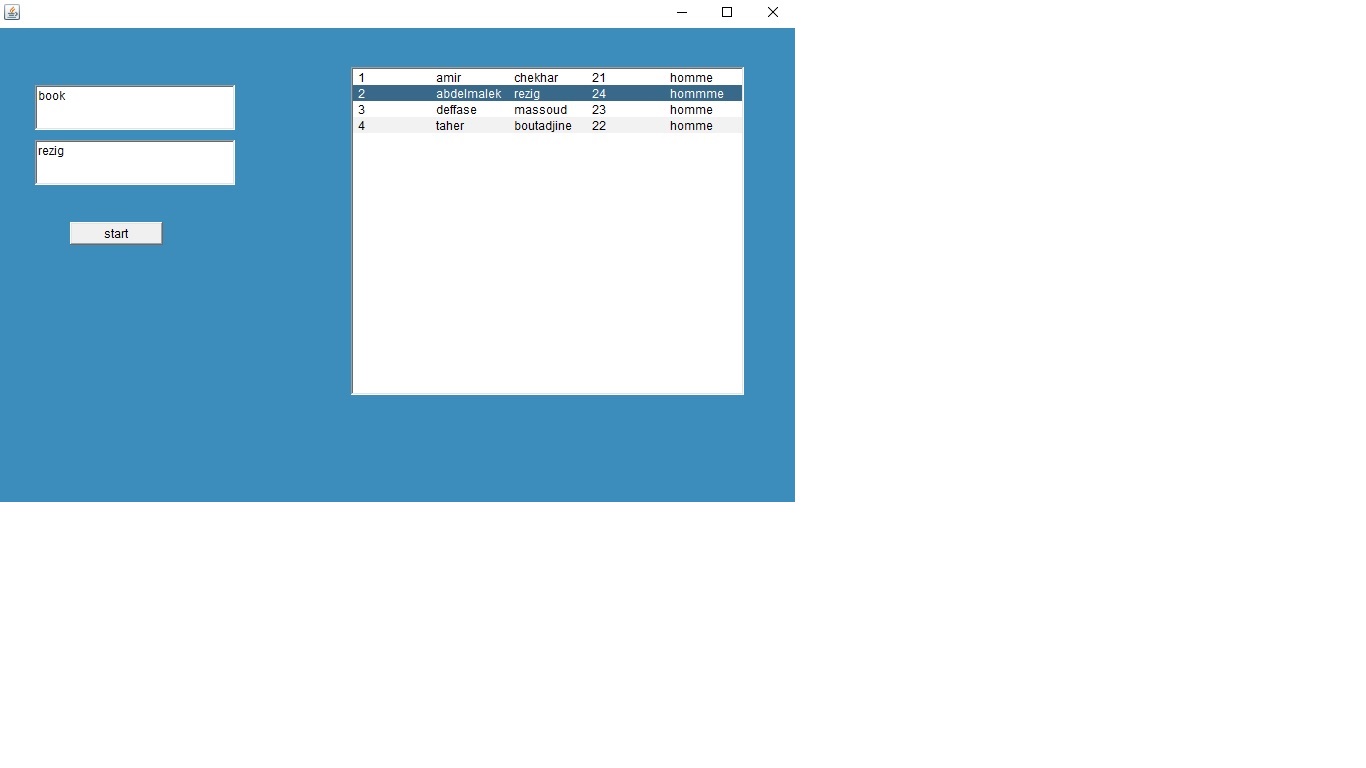 book
rezig
start
1 amir chekhar 21 homme
2 abdelmalek rezig 24 hommme
3 deffase massoud 23 homme
4 taher boutadjine 22 homme